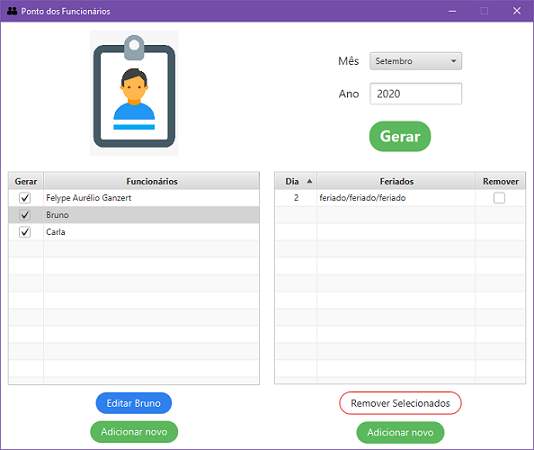 Ponto dos Funcionários
Mês Setembro
Ano 2020
Gerar
Gerar Funcionários
Felype Aurélio Ganzert
Bruno
Carla
Dia Feriados Remover
2 feriado/feriado/feriado
Editar Bruno
Adicionar novo
Remover Selecionados
Adicionar novo